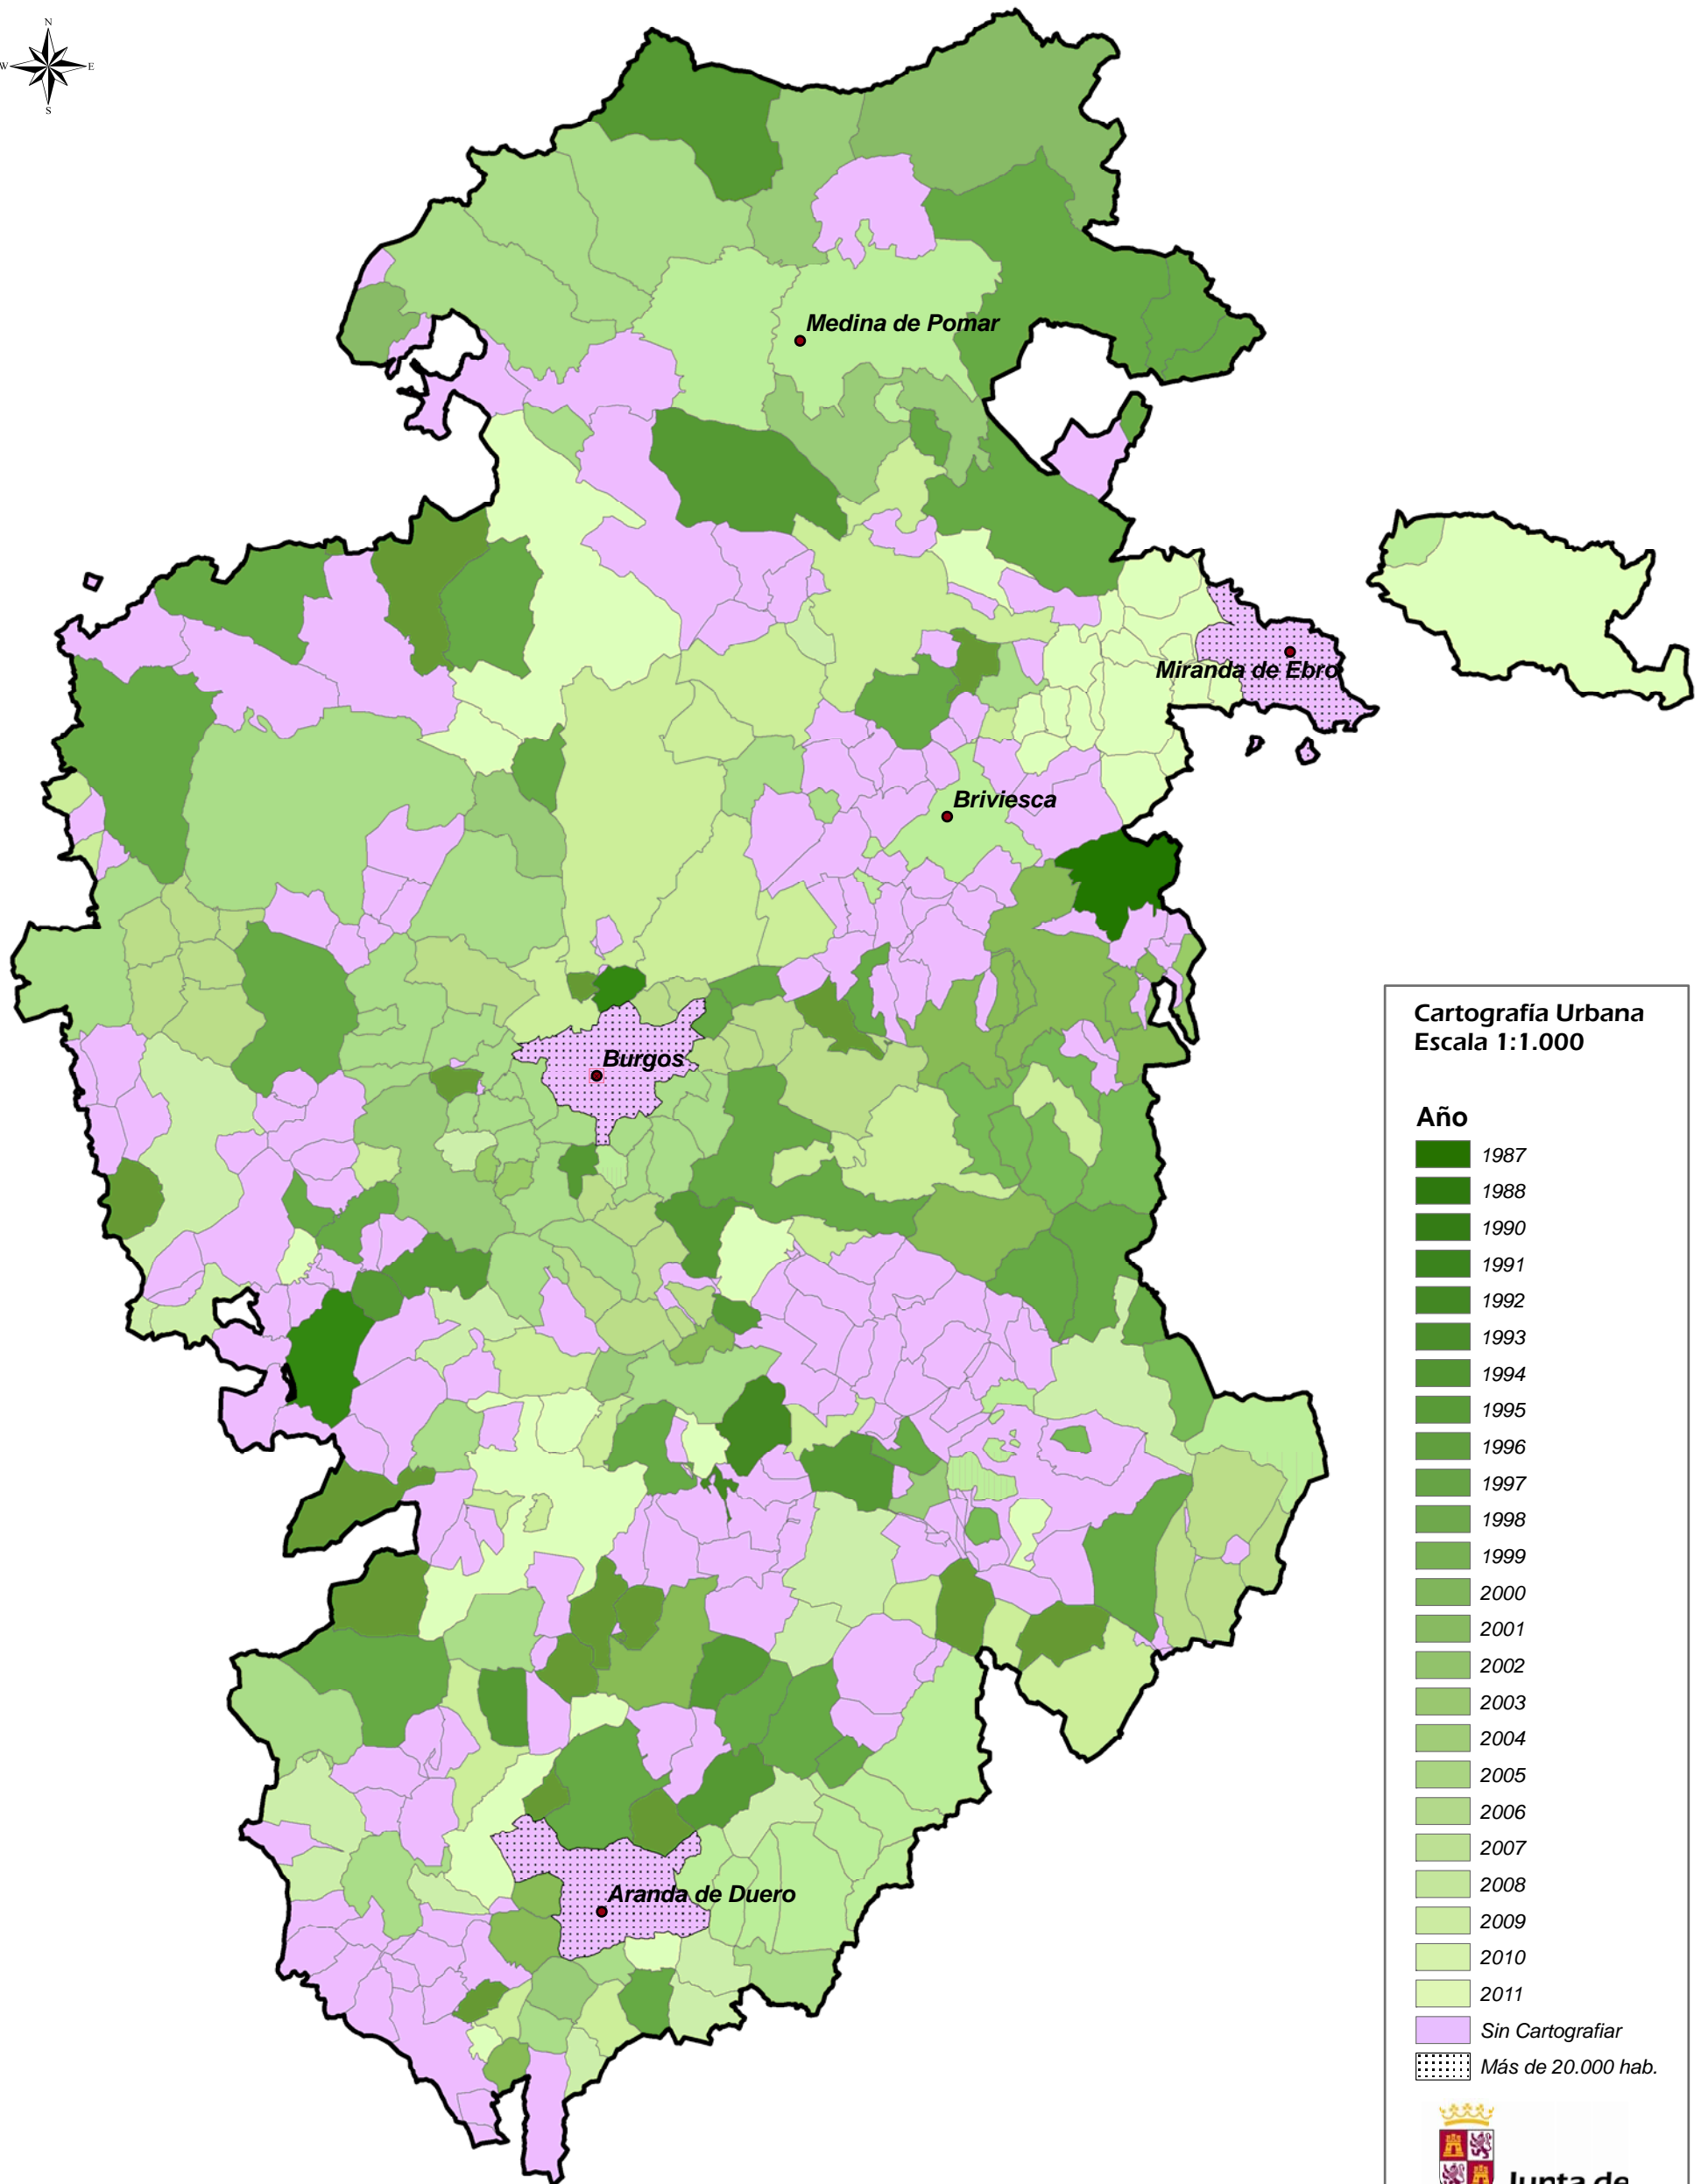 N
W E
S
Medina de Pomar
Miranda de Ebro
Briviesca
Burgos
Aranda de Duero
Cartografía Urbana
Escala 1:1.000
Año
1987
1988
1990
1991
1992
1993
1994
1995
1996
1997
1998
1999
2000
2001
2002
2003
2004
2005
2006
2007
2008
2009
2010
2011
Sin Cartografiar
Más de 20.000 hab.
Junta de